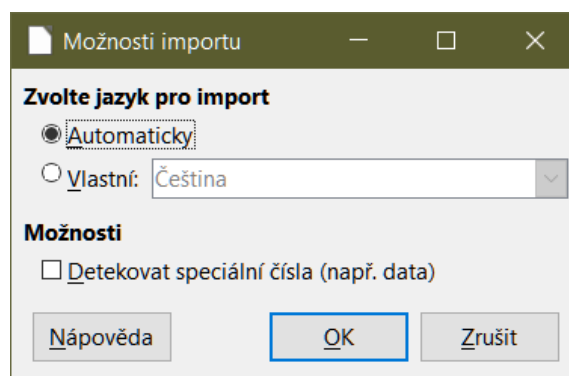 Možnosti importu
Zvolte jazyk pro import
Automaticky
Vlastní: Čeština
Možnosti
Detekovat speciální čísla (např. data)
Nápověda OK Zrušit